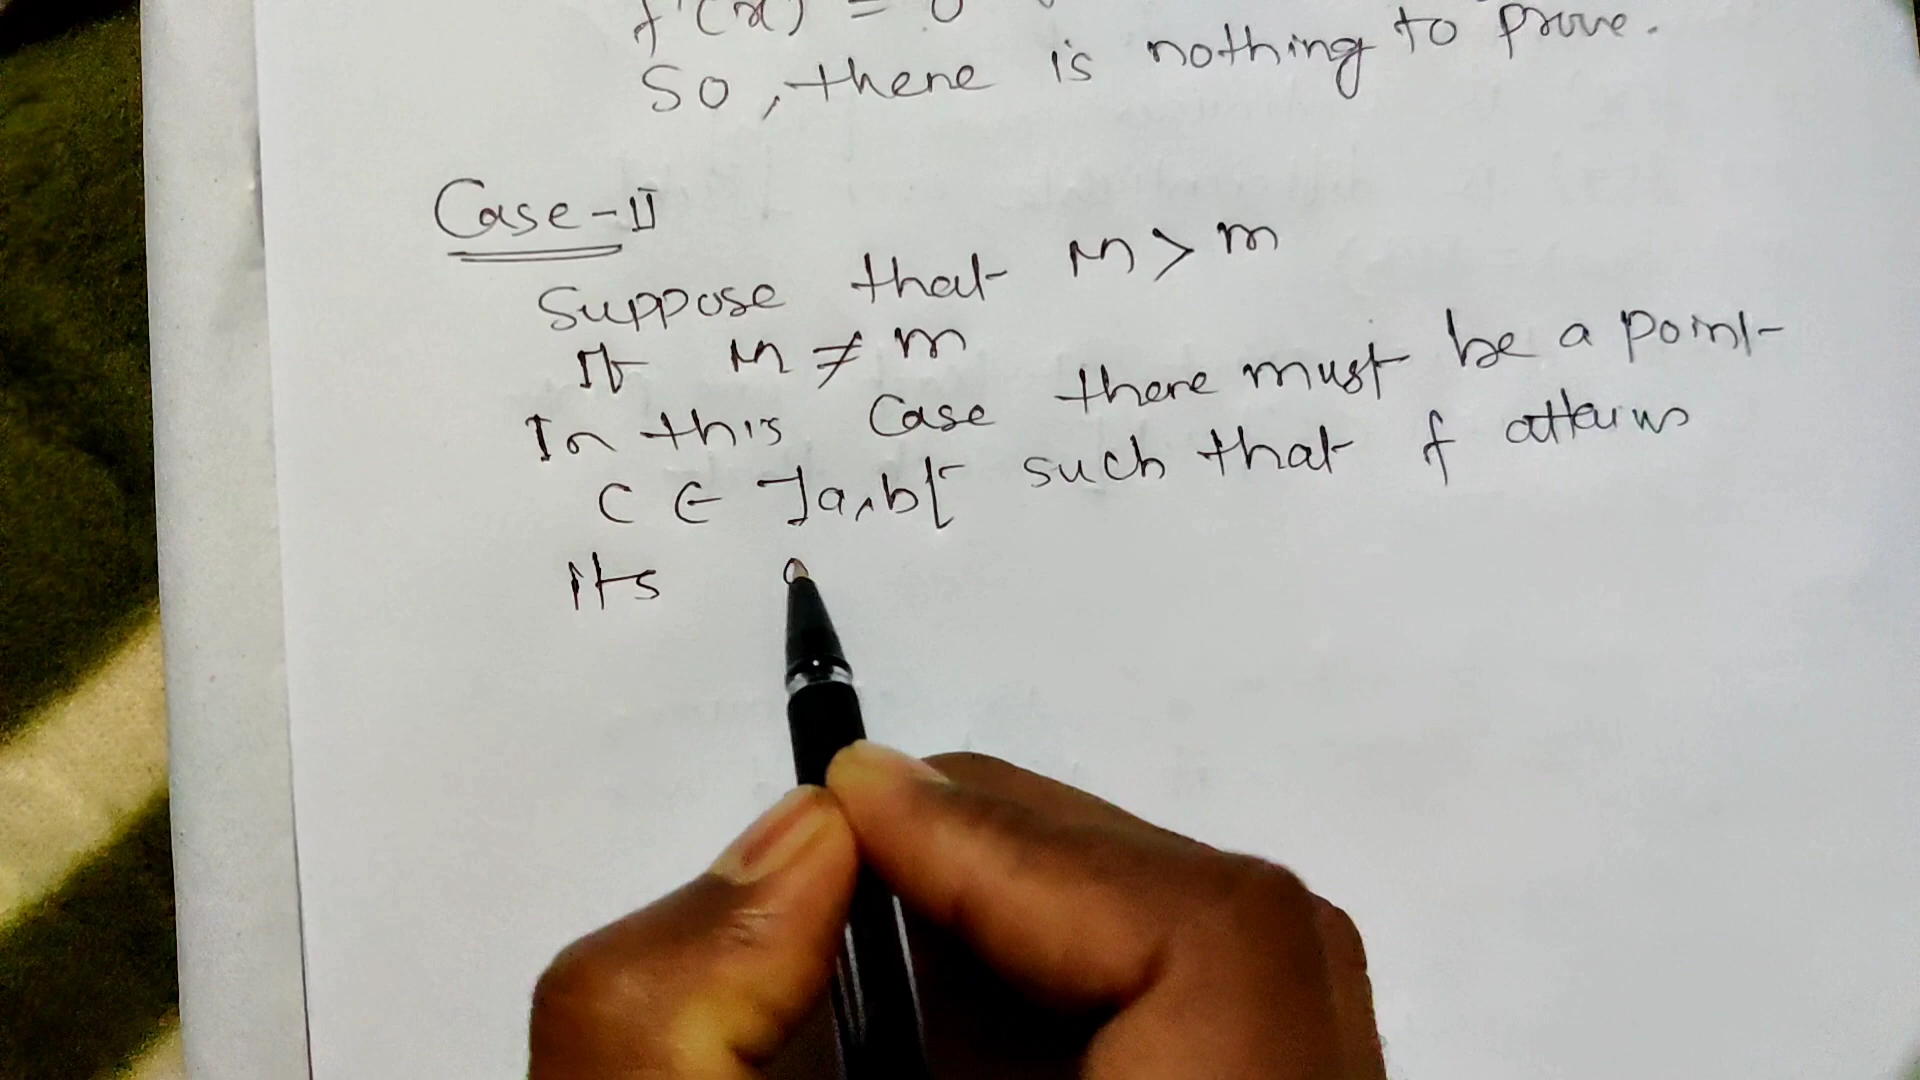 f'(x) = 0
So, there is nothing to prove.
Case-II
Suppose that M > m
If M ≠ m
In this Case there must be a point
C ∈ ]a,b[ such that f attains
its